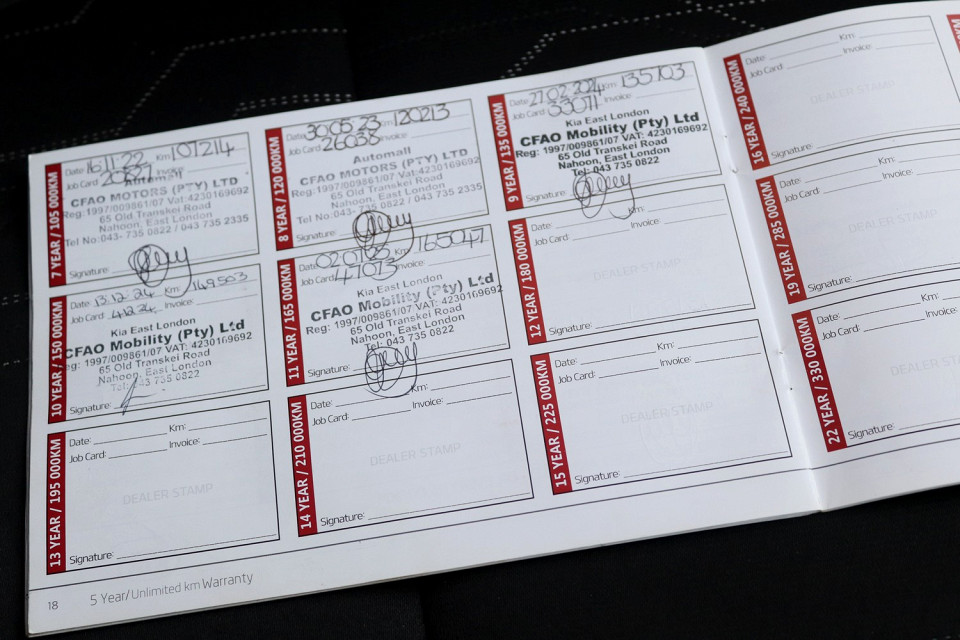 7 YEAR / 105 000KM
Date: 16.11.22 Km: 107214
Job Card: 20827 Invoice:
Automall
CFAO MOTORS (PTY) LTD
Reg:1997/009861/07 Vat:4230169692
65 Old Transkei Road
Nahoon, East London
Tel No:043- 735 0822 / 043 735 2335
Signature:
8 YEAR / 120 000KM
Date: 30.05.23 Km: 120213
Job Card: 26035 Invoice:
Automall
CFAO MOTORS (PTY) LTD
Reg:1997/009861/07 Vat:4230169692
65 Old Transkei Road
Nahoon, East London
Tel No:043- 735 0822 / 043 735 2335
Signature:
9 YEAR / 135 000KM
Date: 27.02.2024 Km: 135703
Job Card: 33071 Invoice:
Kia East London
CFAO Mobility (Pty) Ltd
Reg: 1997/009861/07 VAT: 4230169692
65 Old Transkei Road
Nahoon, East London
Tel: 043 735 0822
Signature:
10 YEAR / 150 000KM
Date: 13.12.24 Km: 149503
Job Card: Invoice:
Kia East London
CFAO Mobility (Pty) Ltd
Reg: 1997/009861/07 VAT: 4230169692
65 Old Transkei Road
Nahoon, East London
Tel: 043 735 0822
Signature:
11 YEAR / 165 000KM
Date: Km: 165047
Job Card: 47073 Invoice:
Kia East London
CFAO Mobility (Pty) Ltd
Reg: 1997/009861/07 VAT: 4230169692
65 Old Transkei Road
Nahoon, East London
Tel: 043 735 0822
Signature:
12 YEAR / 180 000KM
Date: Km:
Job Card: Invoice:
DEALER STAMP
Signature:
13 YEAR / 195 000KM
Date: Km:
Job Card: Invoice:
DEALER STAMP
Signature:
14 YEAR / 210 000KM
Date: Km:
Job Card: Invoice:
DEALER STAMP
Signature:
15 YEAR / 225 000KM
Date: Km:
Job Card: Invoice:
DEALER STAMP
Signature:
18 5 Year/Unlimited km Warranty
16 YEAR / 240 000KM
Date: Km:
Job Card: Invoice:
DEALER STAMP
Signature:
19 YEAR / 285 000KM
Date: Km:
Job Card: Invoice:
DEALER STAMP
Signature:
22 YEAR / 330 000KM
Date: Km:
Job Card: Invoice:
DEALER
Signature: